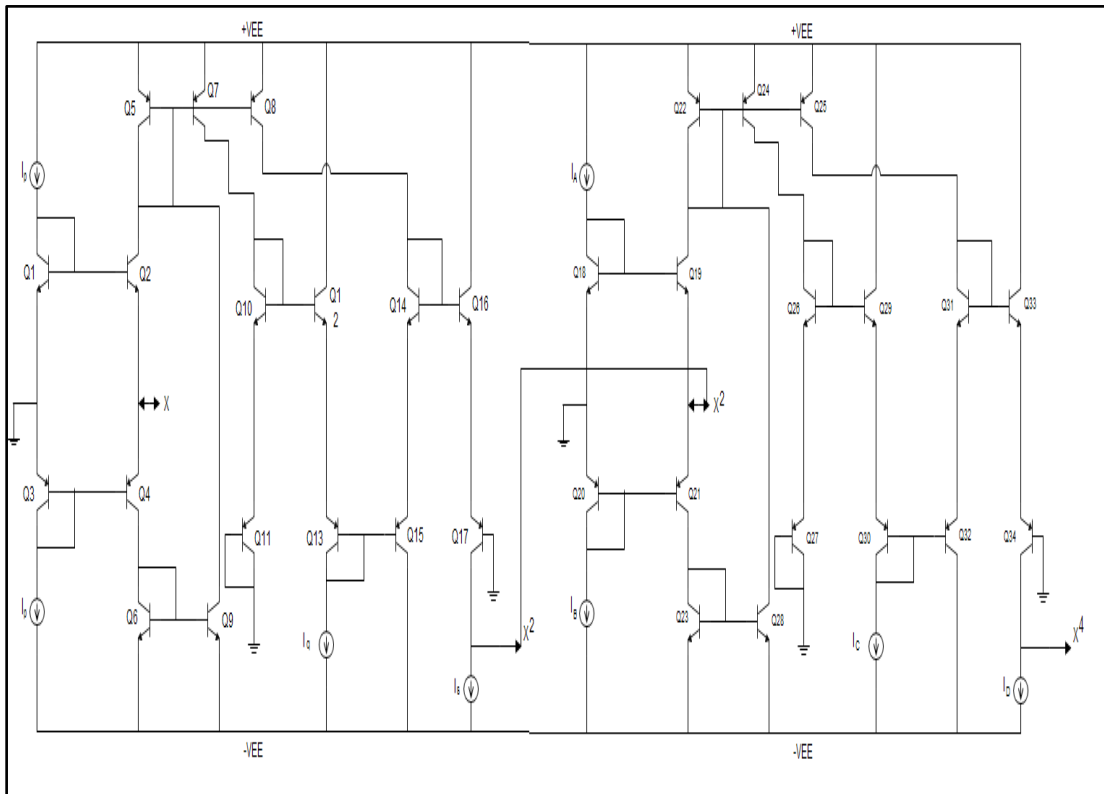 +VEE
+VEE
Q5
Q7
Q8
Q22
Q24
Q25
Ip
IA
Q1
Q2
Q18
Q19
Q10
Q1
2
Q14
Q16
Q26
Q29
Q31
Q33
X
X²
Q3
Q4
Q20
Q21
Q11
Q13
Q15
Q17
Q27
Q30
Q32
Q34
Ip
Q6
Q9
IB
Q23
Q28
Iq
X²
IC
X⁴
Is
ID
-VEE
-VEE